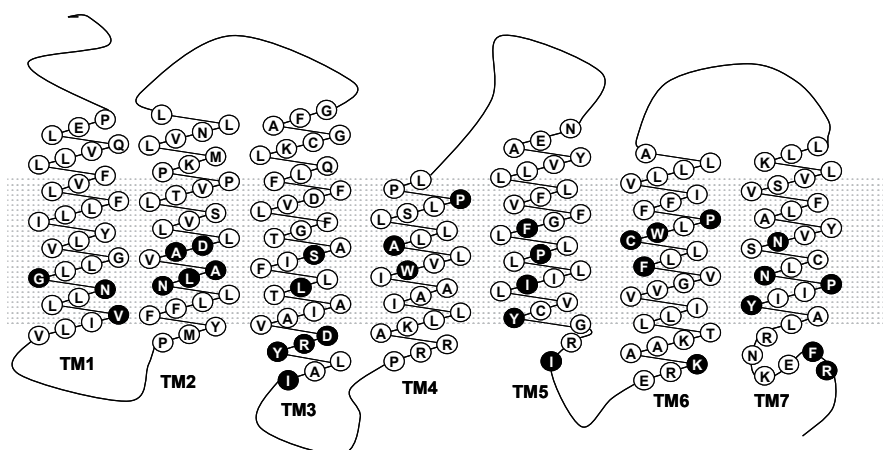 L E P
L L V Q
L V F
I L L F
V L Y
G L L G
L L N
V L I V
TM1
L
L V N L
P K M
L T V P
L V S
V A D L
N L A
F F L L
P M Y
TM2
A F G
L K C G
F L Q
L V D F
T G F
F I S A
T L L
V A I A
Y R D
I A L
TM3
P L
L S L P
A L L
I W V L
I A A
A K L L
P R R
TM4
A E N
L L V Y
V F L
L F G F
L P L
L I I L
Y C V G
R
I
TM5
A
V L L L
F F I
C W L P
F L L
V V G V
L L I
A A K T
E R K
TM6
K L L
V S V L
A L F
S N V Y
N L C
Y I I P
R L A
N
K E F
R
TM7